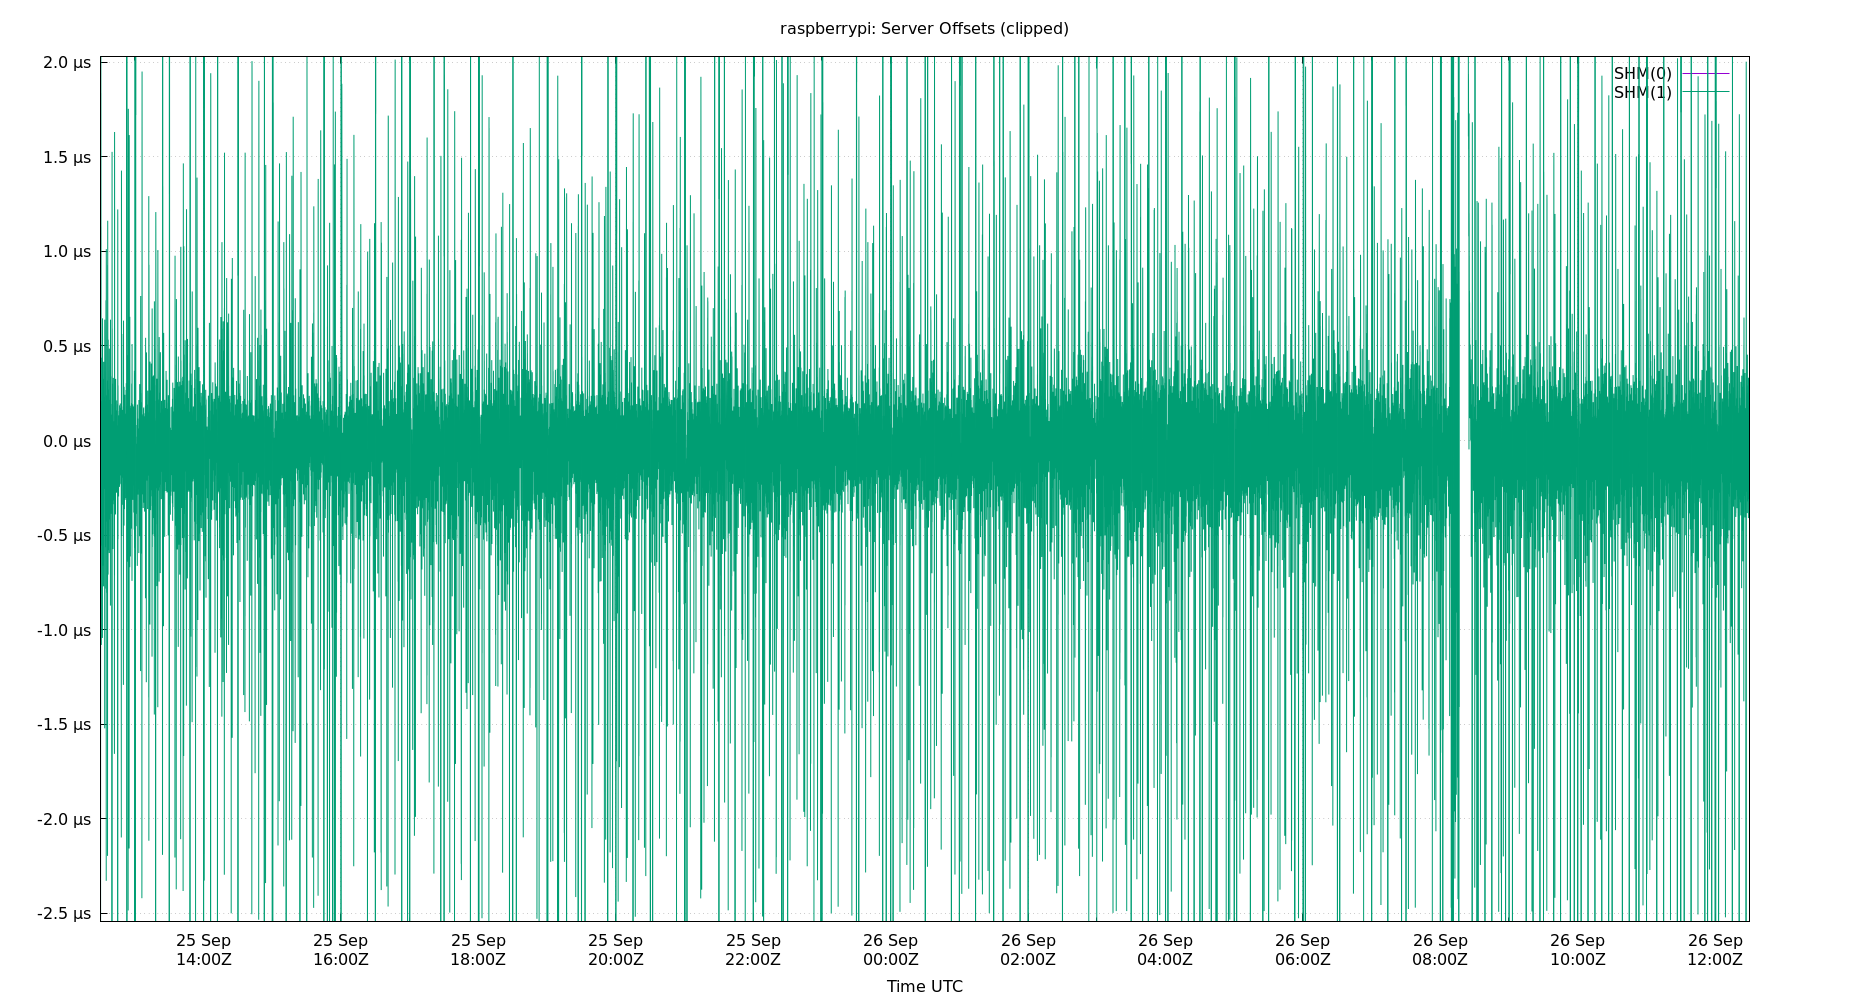 raspberrypi: Server Offsets (clipped)
2.0 µs
1.5 µs
1.0 µs
0.5 µs
0.0 µs
-0.5 µs
-1.0 µs
-1.5 µs
-2.0 µs
-2.5 µs
SHM(0)
SHM(1)
25 Sep 25 Sep 25 Sep 25 Sep 25 Sep 26 Sep 26 Sep 26 Sep 26 Sep 26 Sep 26 Sep 26 Sep
14:00Z 16:00Z 18:00Z 20:00Z 22:00Z 00:00Z 02:00Z 04:00Z 06:00Z 08:00Z 10:00Z 12:00Z
Time UTC